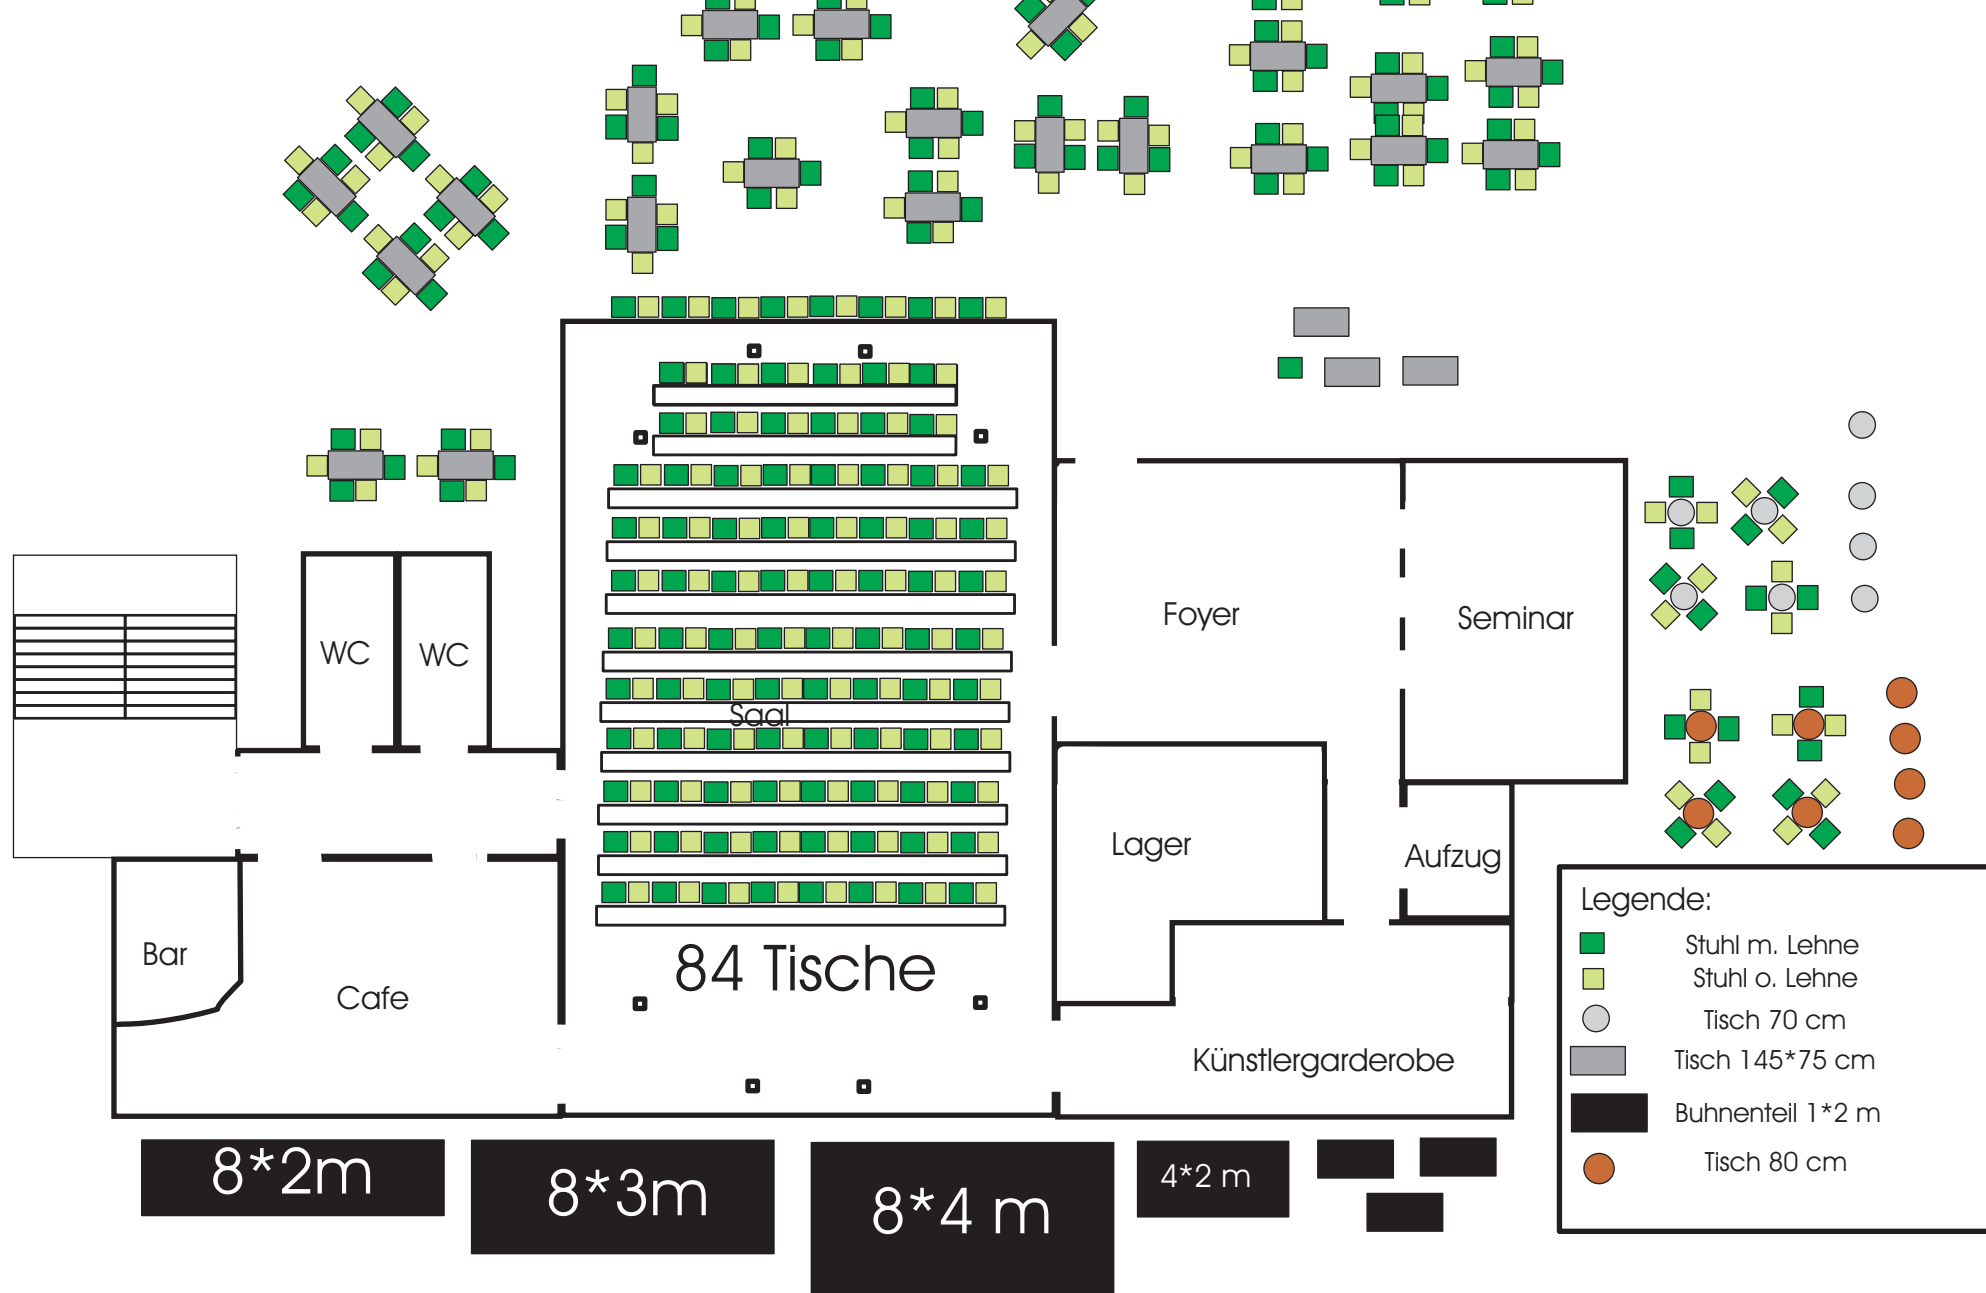 WC
WC
Foyer
Seminar
Saal
Lager
Aufzug
Bar
Cafe
84 Tische
Künstlergarderobe
Legende:
Stuhl m. Lehne
Stuhl o. Lehne
Tisch 70 cm
Tisch 145*75 cm
Buhnenteil 1*2 m
Tisch 80 cm
8*2m
8*3m
8*4 m
4*2 m